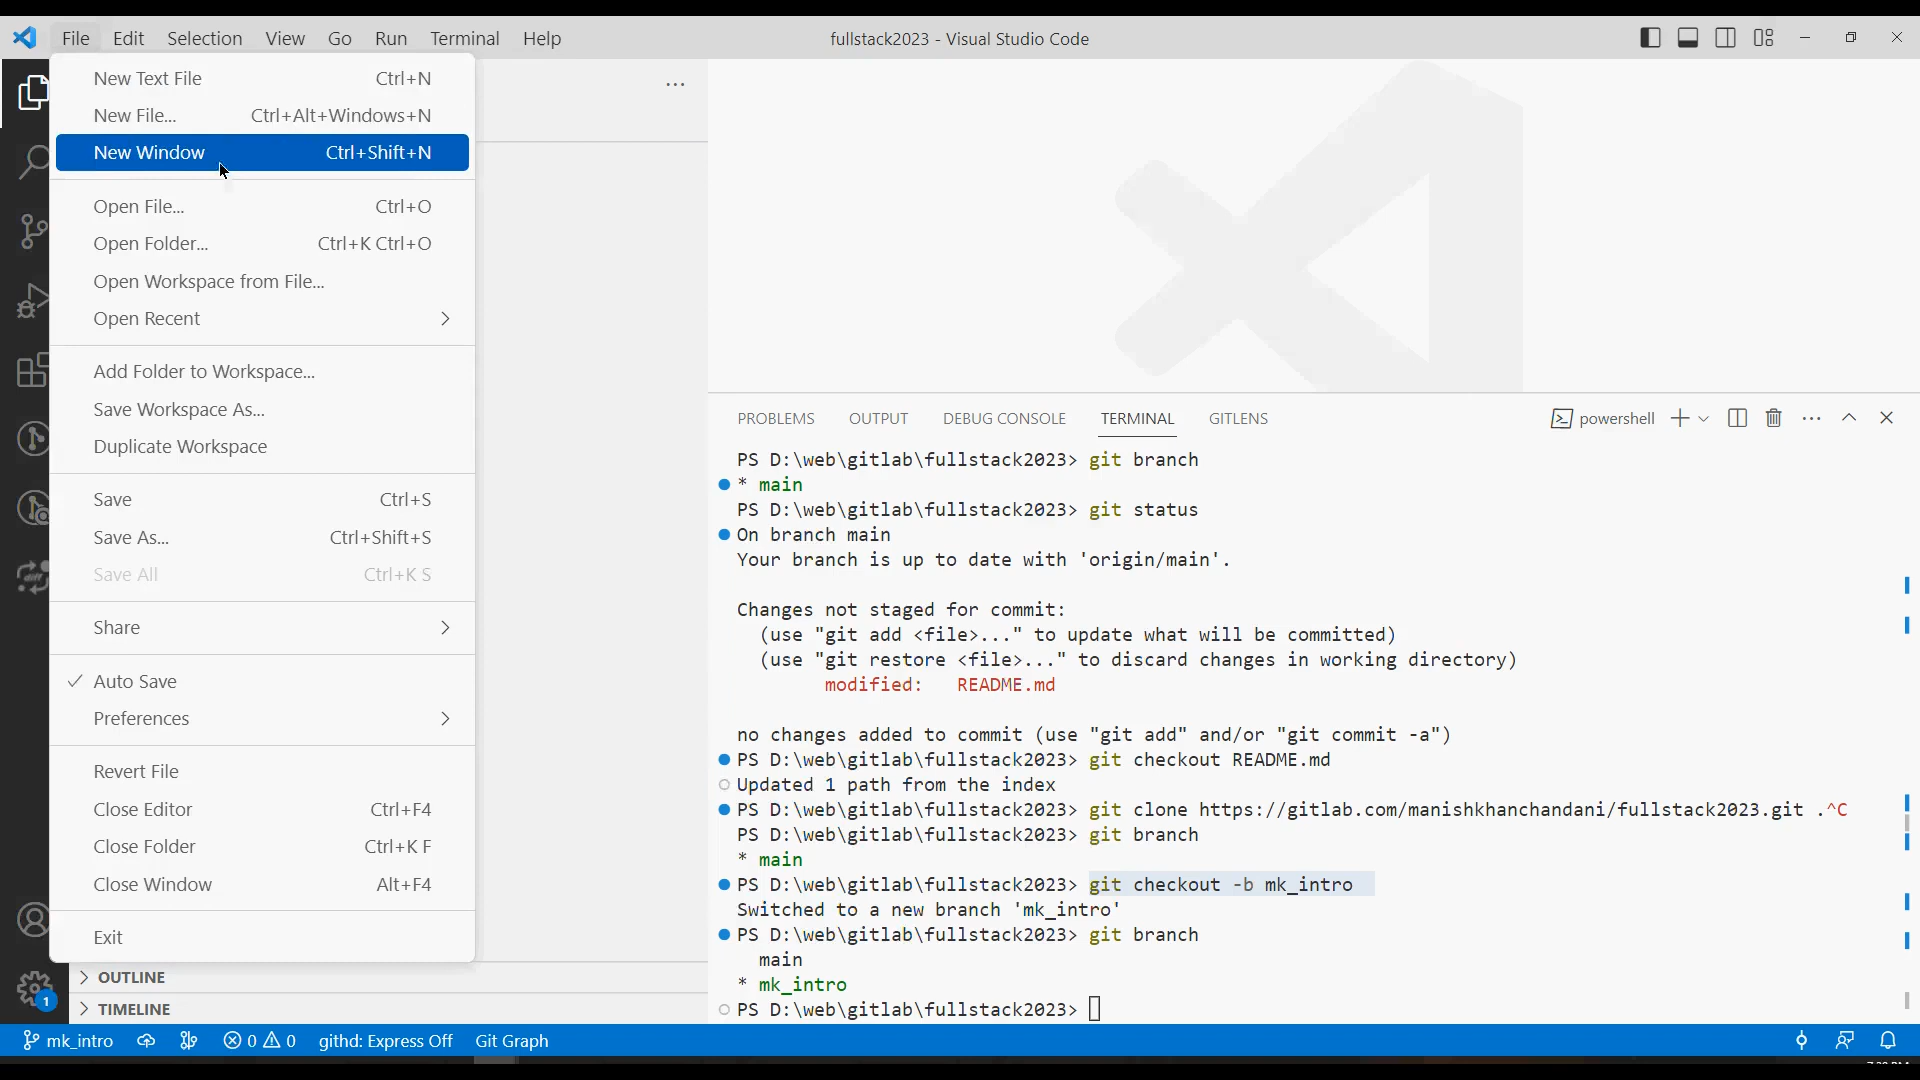 File Edit Selection View Go Run Terminal Help
fullstack2023 - Visual Studio Code
New Text File Ctrl+N
New File... Ctrl+Alt+Windows+N
New Window Ctrl+Shift+N
Open File... Ctrl+O
Open Folder... Ctrl+K Ctrl+O
Open Workspace from File...
Open Recent
Add Folder to Workspace...
Save Workspace As...
Duplicate Workspace
Save Ctrl+S
Save As... Ctrl+Shift+S
Save All Ctrl+K S
Share
Auto Save
Preferences
Revert File
Close Editor Ctrl+F4
Close Folder Ctrl+K F
Close Window Alt+F4
Exit
OUTLINE
TIMELINE
1
PROBLEMS OUTPUT DEBUG CONSOLE TERMINAL GITLENS
powershell
PS D:\web\gitlab\fullstack2023> git branch
* main
PS D:\web\gitlab\fullstack2023> git status
On branch main
Your branch is up to date with 'origin/main'.
Changes not staged for commit:
(use "git add <file>..." to update what will be committed)
(use "git restore <file>..." to discard changes in working directory)
modified: README.md
no changes added to commit (use "git add" and/or "git commit -a")
PS D:\web\gitlab\fullstack2023> git checkout README.md
Updated 1 path from the index
PS D:\web\gitlab\fullstack2023> git clone https://gitlab.com/manishkhanchandani/fullstack2023.git .^C
PS D:\web\gitlab\fullstack2023> git branch
* main
PS D:\web\gitlab\fullstack2023> git checkout -b mk_intro
Switched to a new branch 'mk_intro'
PS D:\web\gitlab\fullstack2023> git branch
main
* mk_intro
PS D:\web\gitlab\fullstack2023>
mk_intro 0 0 githd: Express Off Git Graph